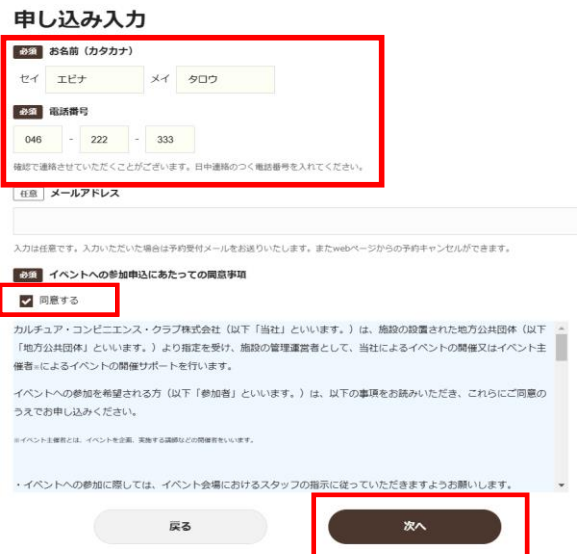 申し込み入力
必須 お名前（カタカナ）
セイ エビナ メイ タロウ
必須 電話番号
046 - 222 - 333
確認で連絡させていただくことがございます。日中連絡のつく電話番号を入れてください。
任意 メールアドレス
入力は任意です。入力いただいた場合は予約受付メールをお送りいたします。またwebページからの予約キャンセルができます。
必須 イベントへの参加申込にあたっての同意事項
同意する
カルチュア・コンビニエンス・クラブ株式会社（以下「当社」といいます。）は、施設の設置された地方公共団体（以下
「地方公共団体」といいます。）より指定を受け、施設の管理運営者として、当社によるイベントの開催又はイベント主
催者※によるイベントの開催サポートを行います。
イベントへの参加を希望される方（以下「参加者」といいます。）は、以下の事項をお読みいただき、これらにご同意の
うえでお申し込みください。
※イベント主催者とは、イベントを企画、実施する講師などの開催者をいいます。
・イベントへの参加に際しては、イベント会場におけるスタッフの指示に従っていただきますようお願いします。
戻る 次へ